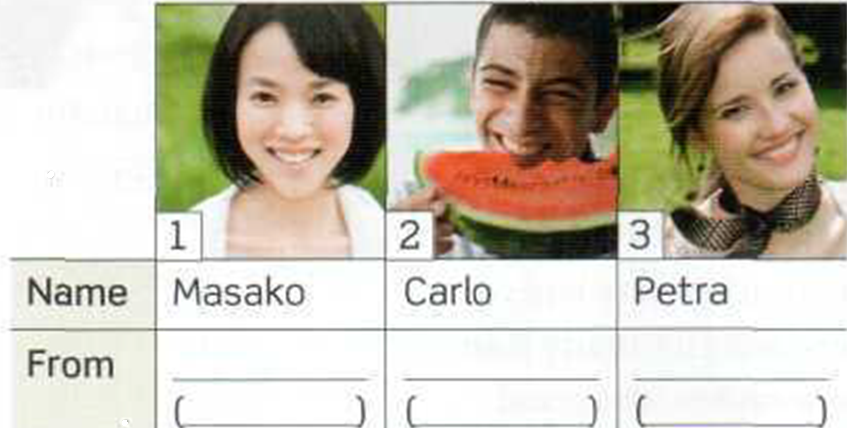 1 2 3
Name Masako Carlo Petra
From
( ) ( ) ( )